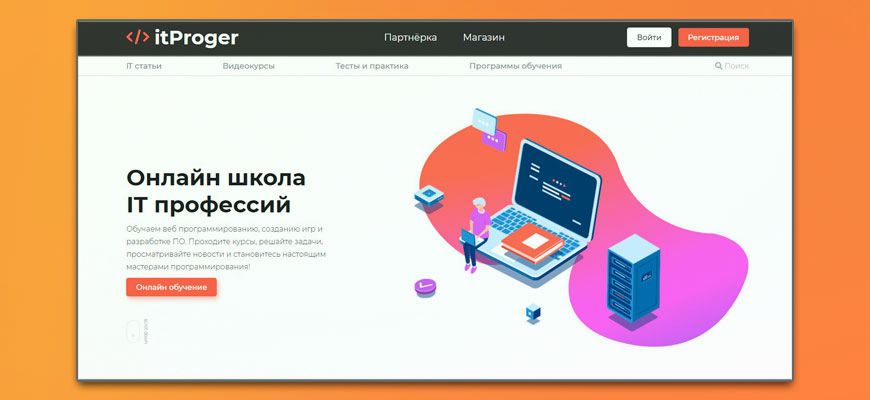 </> itProger
Партнёрка
Магазин
Войти
Регистрация
IT статьи
Видеокурсы
Тесты и практика
Программы обучения
Поиск
Онлайн школа
IT профессий
Обучаем веб программированию, созданию игр и
разработке ПО. Проходите курсы, решайте задачи,
просматривайте новости и становитесь настоящим
мастерами программирования!
Онлайн обучение